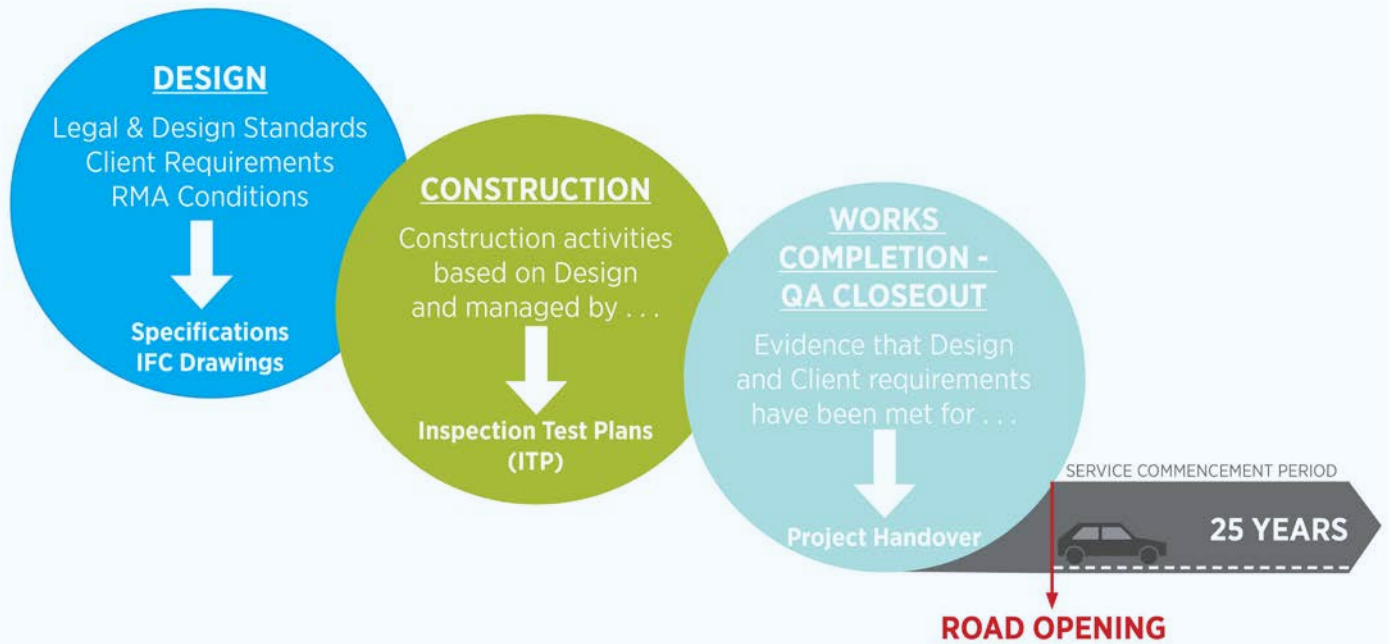 DESIGN
Legal & Design Standards
Client Requirements
RMA Conditions
Specifications
IFC Drawings
CONSTRUCTION
Construction activities
based on Design
and managed by . . .
Inspection Test Plans
(ITP)
WORKS
COMPLETION -
QA CLOSEOUT
Evidence that Design
and Client requirements
have been met for . . .
Project Handover
SERVICE COMMENCEMENT PERIOD
25 YEARS
ROAD OPENING